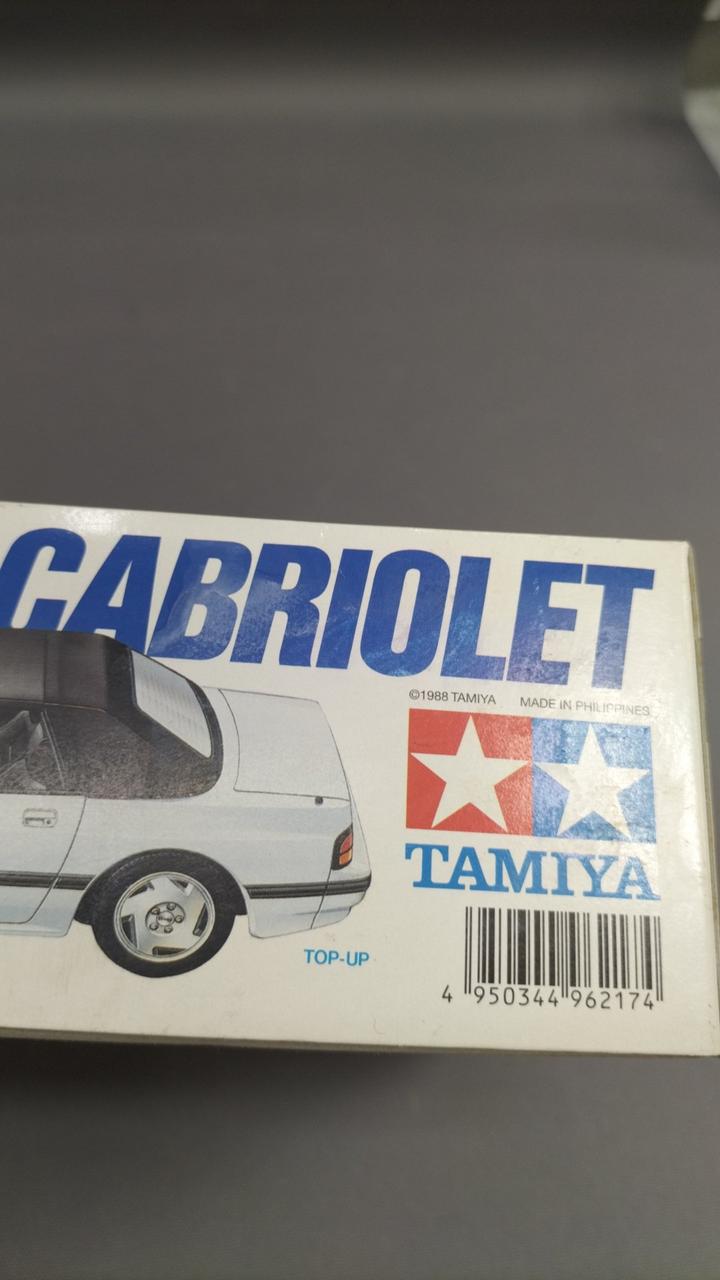 CABRIOLET
©1988 TAMIYA MADE IN PHILIPPINES
TAMIYA
TOP-UP
4 950344 962174